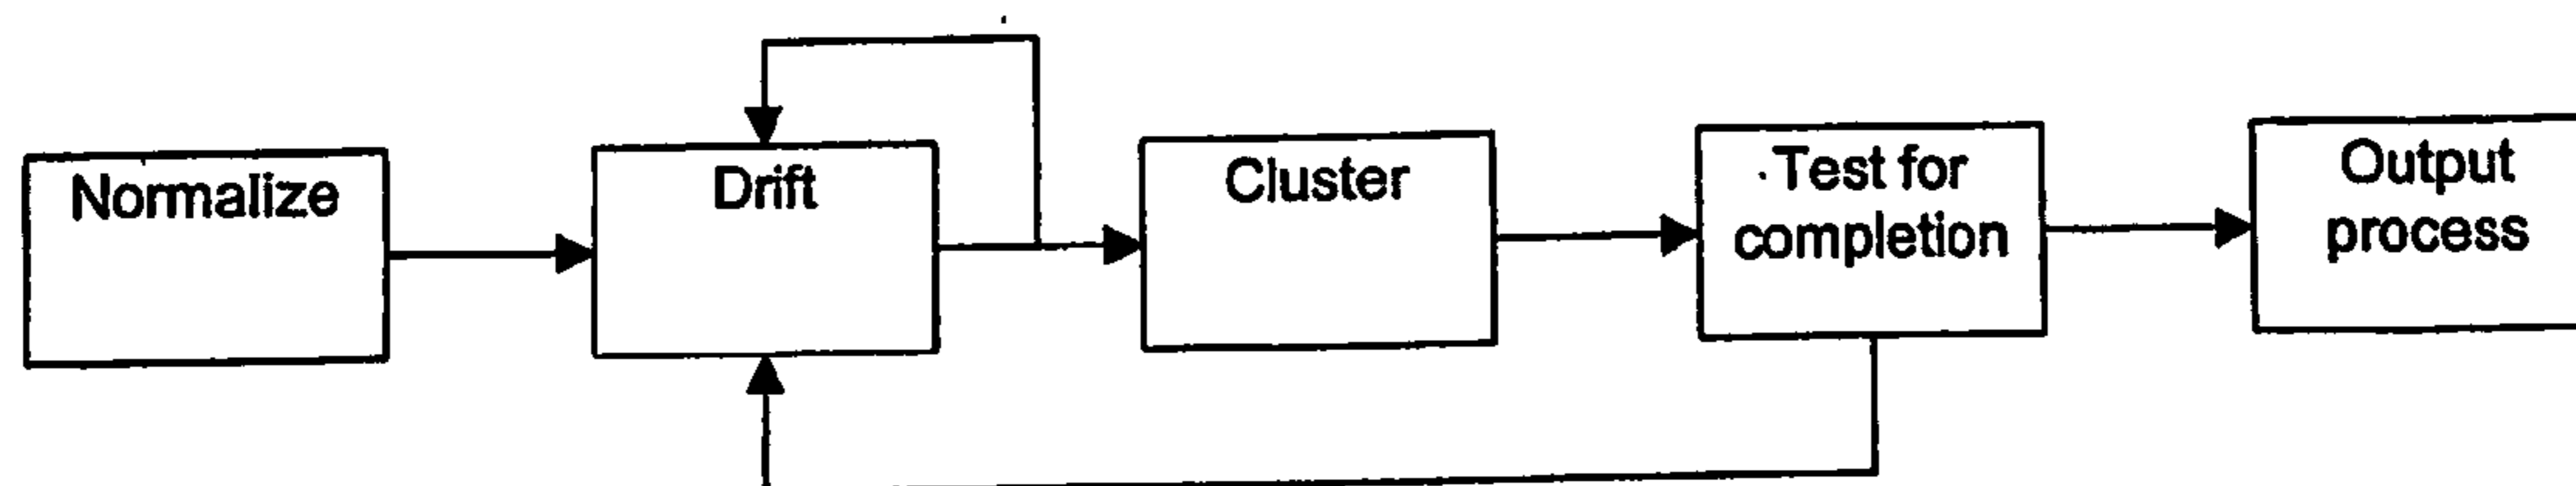 Normalize
Drift
Cluster
Test for
completion
Output
process